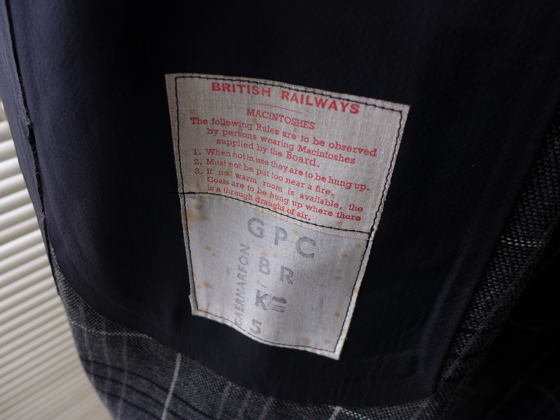 BRITISH RAILWAYS
MACINTOSHES
The following Rules are to be observed
by persons wearing Macintoshes
supplied by the Board.
1. When not in use they are to be hung up.
2. Must not be put too near a fire.
3. If no warm room is available, the
Coats are to be hung up where there
is a through draught of air.
GPC
BR
K=
5
CAERNARFON